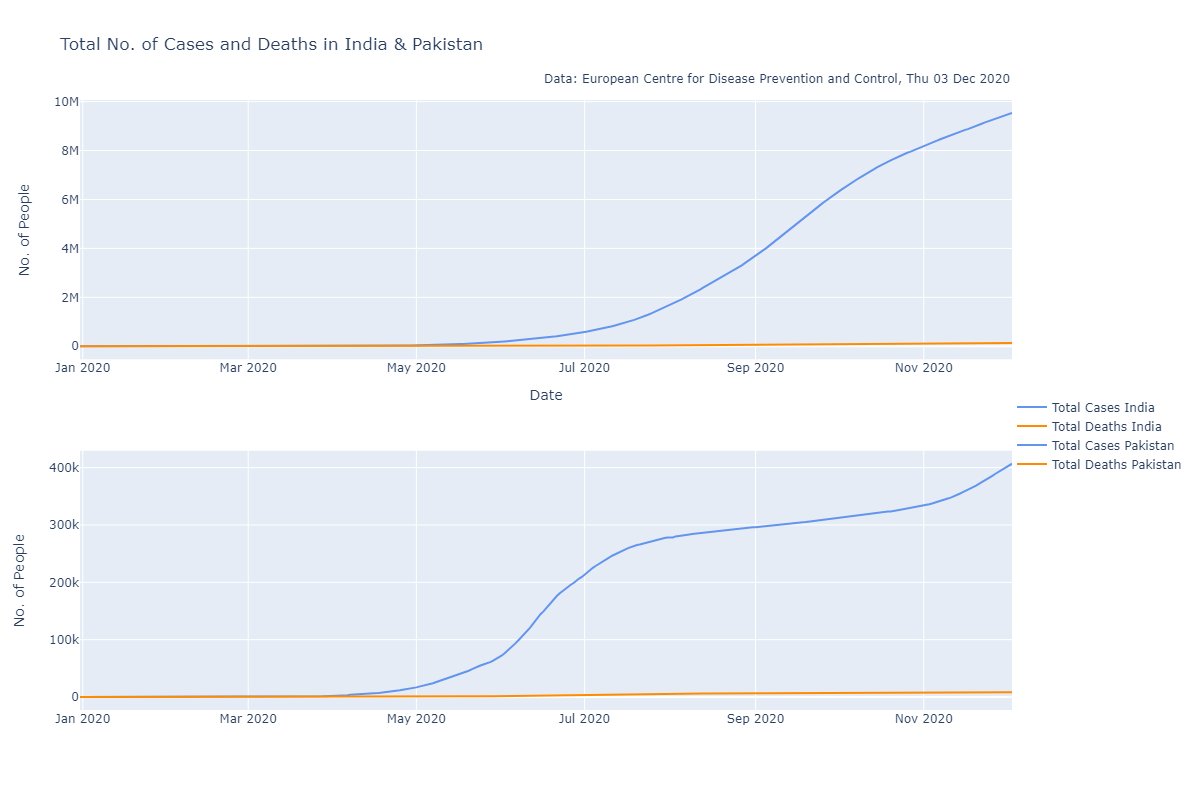 Total No. of Cases and Deaths in India & Pakistan
Data: European Centre for Disease Prevention and Control, Thu 03 Dec 2020
10M
8M
6M
4M
2M
0
No. of People
Jan 2020 Mar 2020 May 2020 Jul 2020 Sep 2020 Nov 2020
Date
Total Cases India
Total Deaths India
Total Cases Pakistan
Total Deaths Pakistan
400k
300k
200k
100k
0
No. of People
Jan 2020 Mar 2020 May 2020 Jul 2020 Sep 2020 Nov 2020